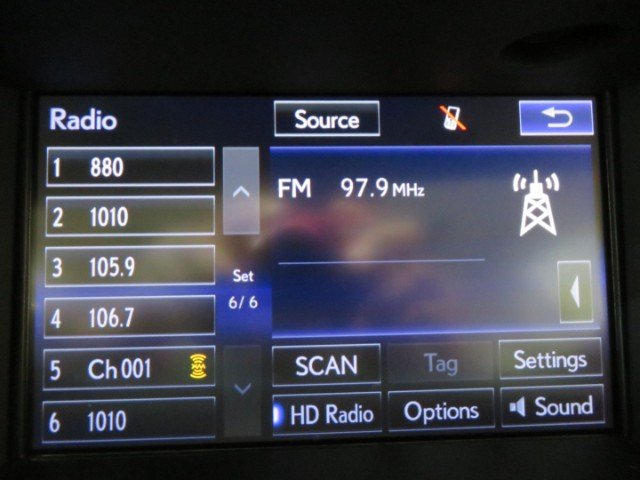 Radio
Source
1 880
2 1010
3 105.9
4 106.7
5 Ch 001
6 1010
Set
6/6
FM 97.9 MHz
SCAN
Tag
Settings
HD Radio
Options
Sound